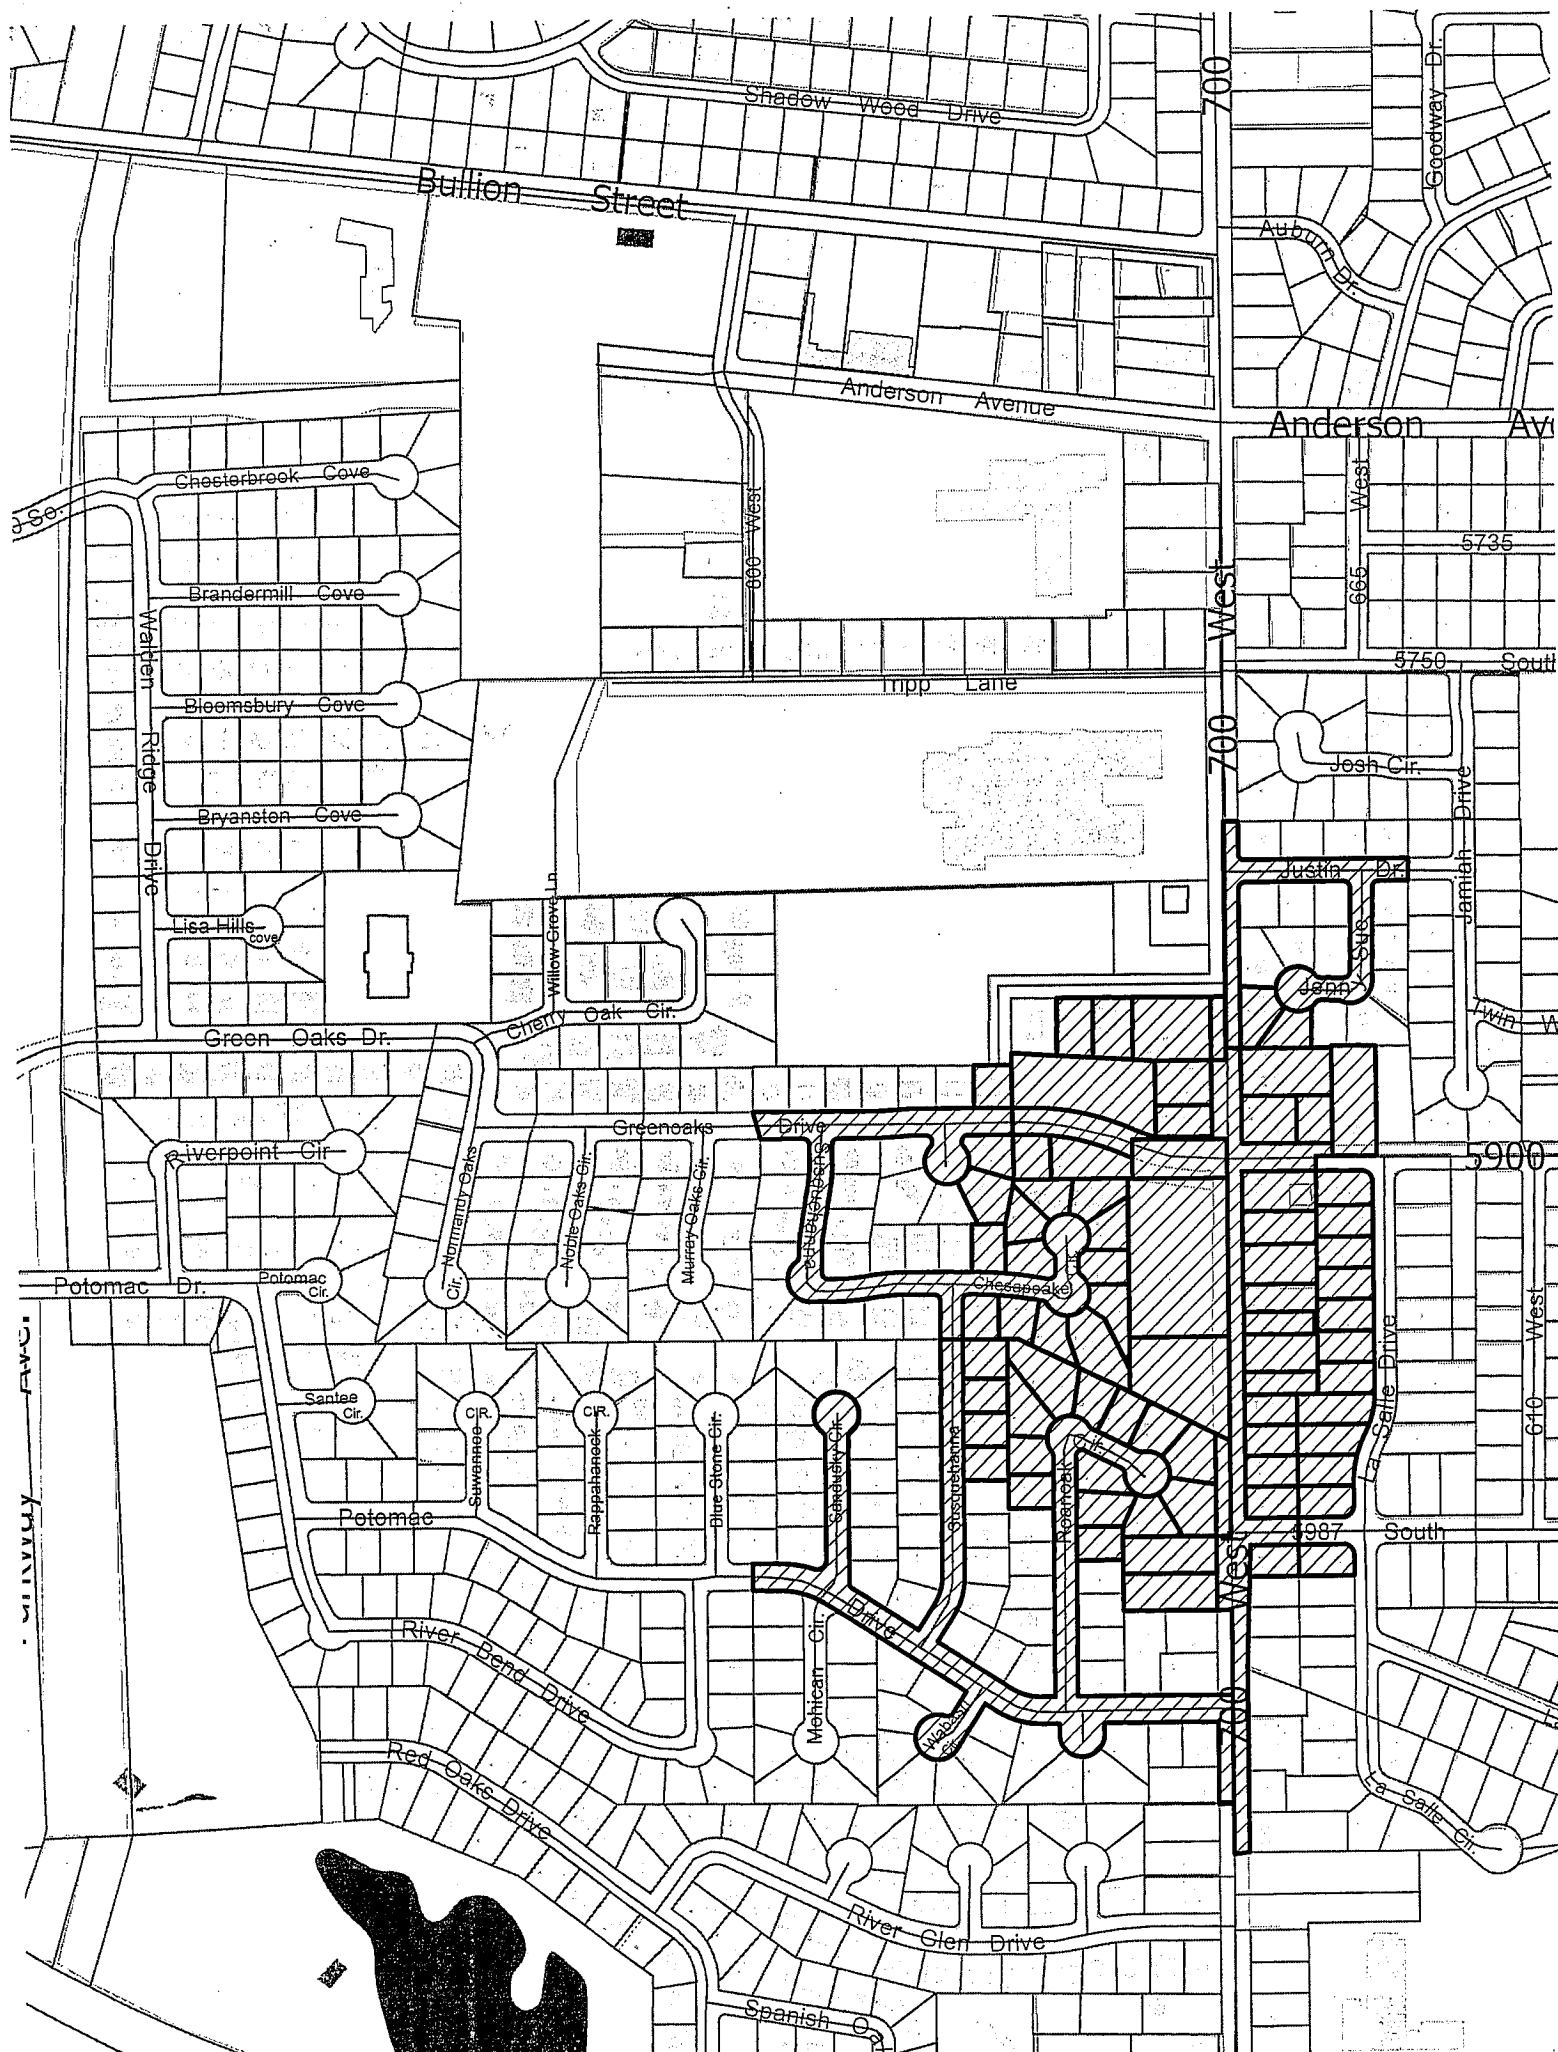 Shadow Wood Drive
700
Goodway Dr.
Bullion Street
Auburn Dr.
Anderson Avenue
Anderson
Chesterbrook Cove
So.
West
600 West
665 West
5735
Brandermill Cove
Walden Ridge Drive
5750 South
Tripp Lane
Bloomsbury Cove
700
Josh Cir.
Jamiah Drive
Bryanston Cove
Justin Dr.
Willow Grove Ln.
Lisa Hills
cove
Sue
Jenny
Cherry Oak Cir.
Green Oaks Dr.
Twin W
Greenoaks Drive
Riverpoint Cir
5900
Normandy Oaks
Cir.
Noble Oaks Cir.
Murray Oaks Cir.
Susquehanna
Potomac Dr.
Potomac
Cir.
Chesapeake
Cir.
La Salle Drive
610 West
Santee
Cir.
CIR.
Suwannee
CIR.
Rappahanock
Blue Stone Cir.
Sandusky Cir.
Susquehanna
Roanoak
Cir.
Potomac
5987 South
West
Drive
River Bend Drive
Mohican Cir.
Wabash
Cir.
700
Red Oaks Drive
La Salle Cir.
River Glen Drive
Spanish